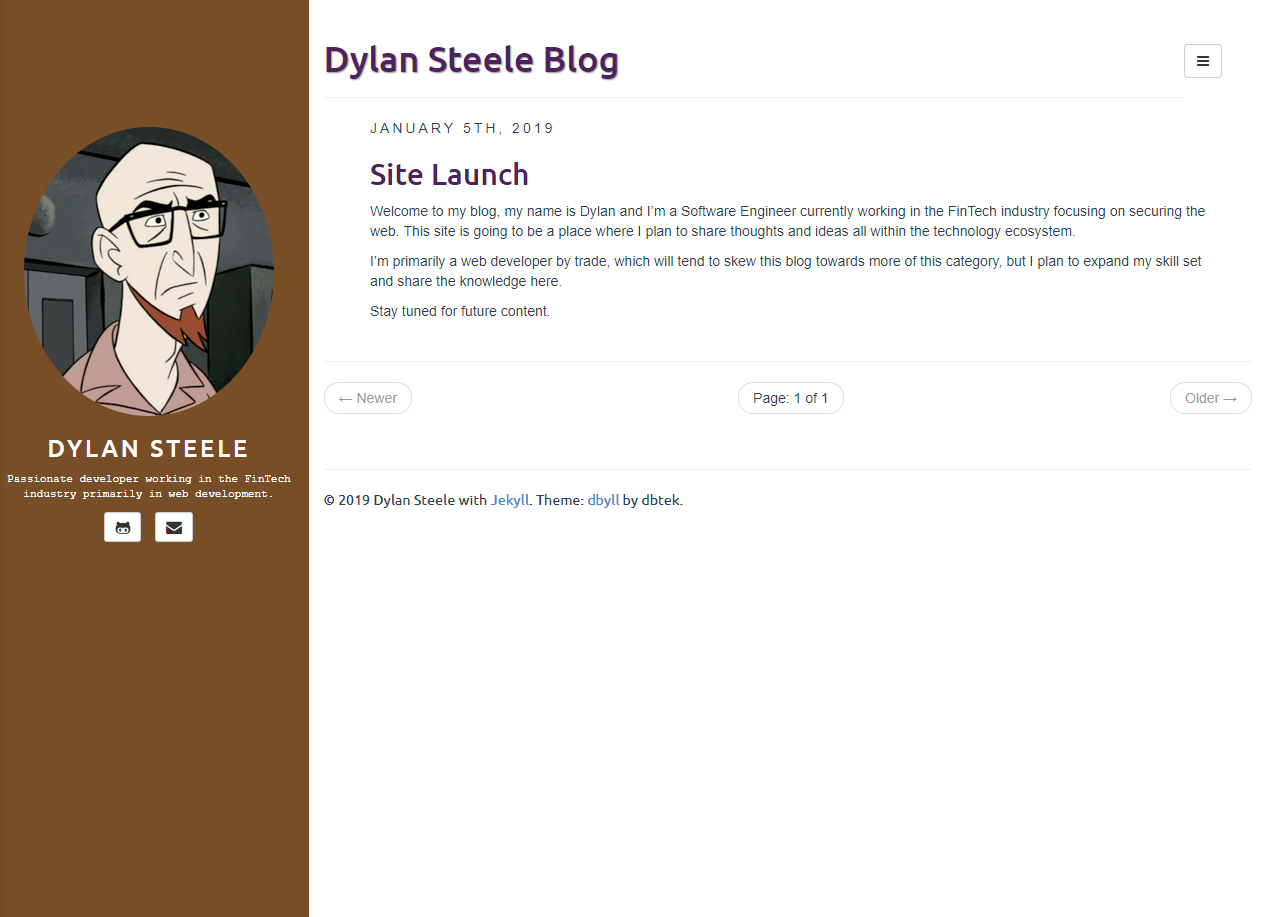 Dylan Steele Blog
JANUARY 5TH, 2019
Site Launch
Welcome to my blog, my name is Dylan and I’m a Software Engineer currently working in the FinTech industry focusing on securing the
web. This site is going to be a place where I plan to share thoughts and ideas all within the technology ecosystem.
I’m primarily a web developer by trade, which will tend to skew this blog towards more of this category, but I plan to expand my skill set
and share the knowledge here.
Stay tuned for future content.
← Newer
Page: 1 of 1
Older →
DYLAN STEELE
Passionate developer working in the FinTech
industry primarily in web development.
© 2019 Dylan Steele with Jekyll. Theme: dbyll by dbtek.